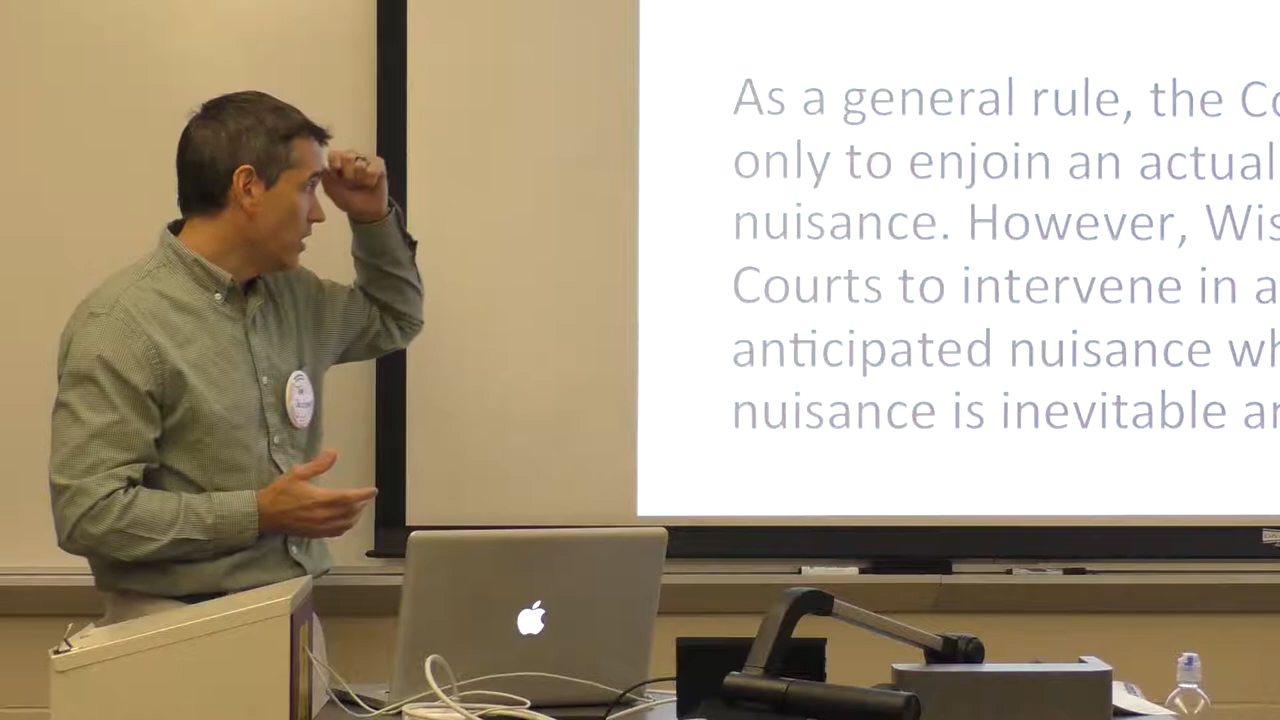 As a general rule, the Co
only to enjoin an actual
nuisance. However, Wis
Courts to intervene in a
anticipated nuisance wh
nuisance is inevitable an